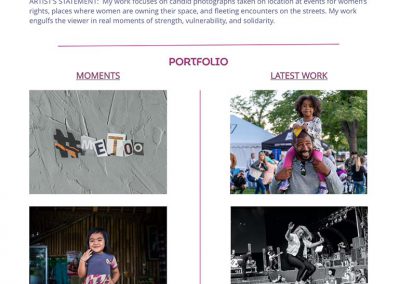 ARTIST'S STATEMENT: My work focuses on candid photographs taken on location at events for women's
rights, places where women are owning their space, and fleeting encounters on the streets. My work
engulfs the viewer in real moments of strength, vulnerability, and solidarity.
PORTFOLIO
MOMENTS
LATEST WORK
#METOO